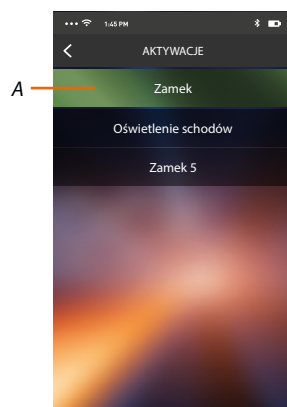 1:45 PM
AKTYWACJE
A
Zamek
Oświetlenie schodów
Zamek 5